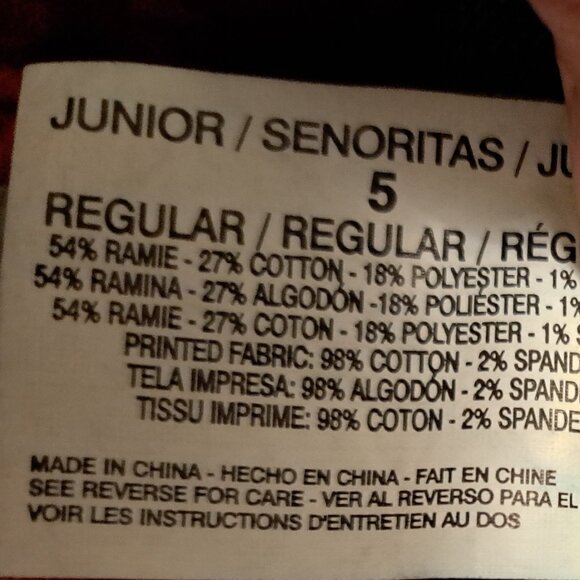 JUNIOR / SENORITAS / JU
5
REGULAR / REGULAR / RÉG
54% RAMIE - 27% COTTON - 18% POLYESTER - 1%
54% RAMINA - 27% ALGODÓN -18% POLIÉSTER - 1%
54% RAMIE - 27% COTON - 18% POLYESTER - 1% S
PRINTED FABRIC: 98% COTTON - 2% SPAND
TELA IMPRESA: 98% ALGODÓN - 2% SPAND
TISSU IMPRIME: 98% COTON - 2% SPANDE
MADE IN CHINA - HECHO EN CHINA - FAIT EN CHINE
SEE REVERSE FOR CARE - VER AL REVERSO PARA EL
VOIR LES INSTRUCTIONS D'ENTRETIEN AU DOS